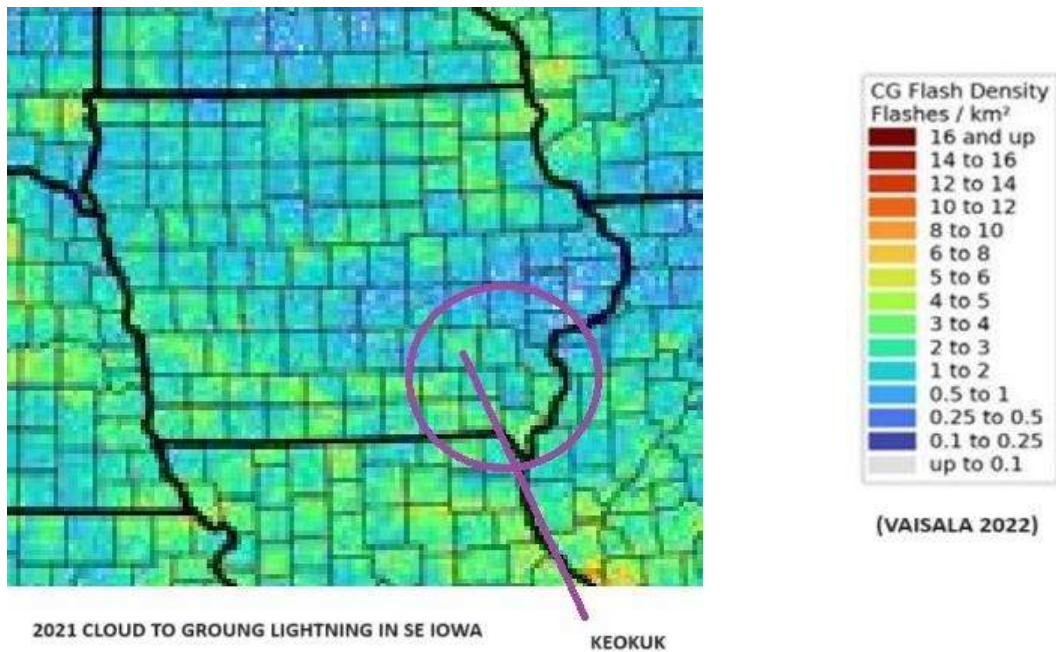 CG Flash Density
Flashes / km²
16 and up
14 to 16
12 to 14
10 to 12
8 to 10
6 to 8
5 to 6
4 to 5
3 to 4
2 to 3
1 to 2
0.5 to 1
0.25 to 0.5
0.1 to 0.25
up to 0.1
(VAISALA 2022)
2021 CLOUD TO GROUNG LIGHTNING IN SE IOWA
KEOKUK